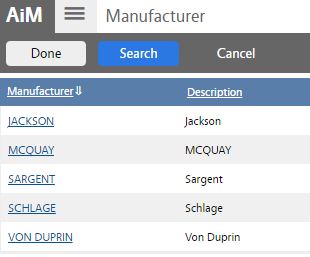 AiM Manufacturer
Done Search Cancel
Manufacturer⇓ Description
JACKSON Jackson
MCQUAY MCQUAY
SARGENT Sargent
SCHLAGE Schlage
VON DUPRIN Von Duprin